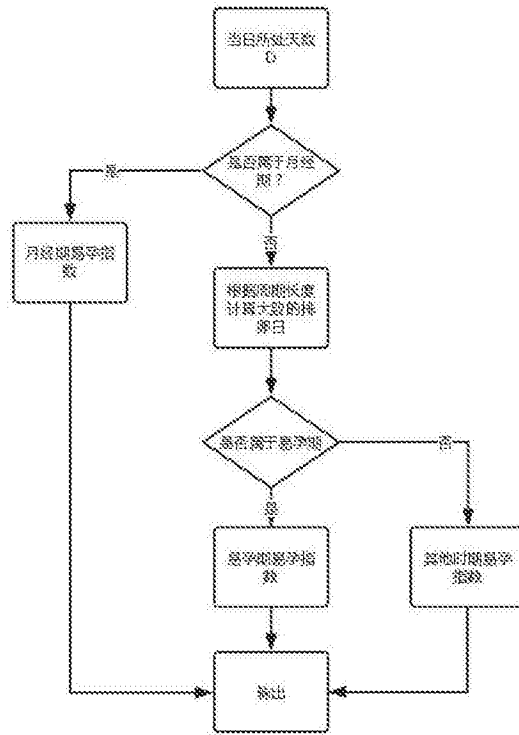 当日所处天数
D
是否属于月经
期？
是
月经期易孕指
数
否
根据周期长度
计算大致的排
卵日
是否属于易孕期
否
是
易孕期易孕指
数
其他时期易孕
指数
输出